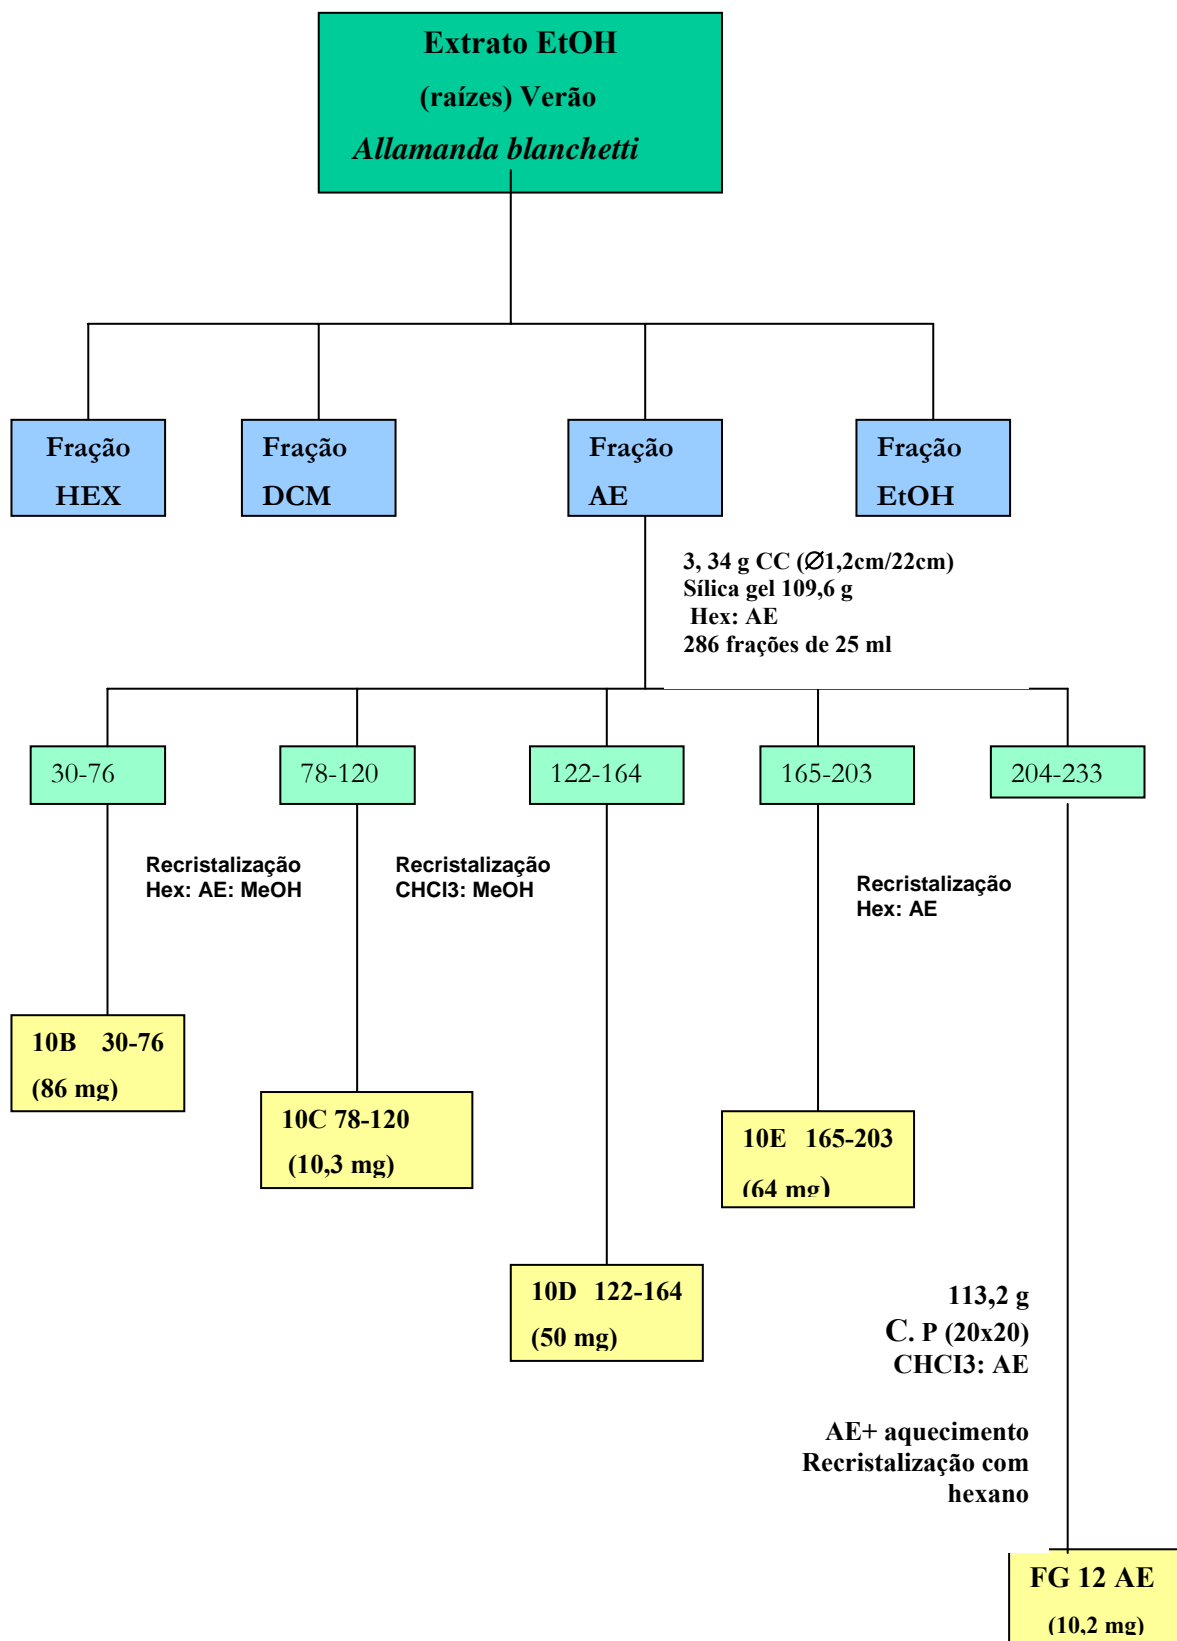 Extrato EtOH
(raízes) Verão
Allamanda blanchetti
Fração
HEX
Fração
DCM
Fração
AE
Fração
EtOH
3, 34 g CC (∅1,2cm/22cm)
Sílica gel 109,6 g
Hex: AE
286 frações de 25 ml
30-76
78-120
122-164
165-203
204-233
Recristalização
Hex: AE: MeOH
Recristalização
CHCl3: MeOH
Recristalização
Hex: AE
10B 30-76
(86 mg)
10C 78-120
(10,3 mg)
10E 165-203
(64 mg)
10D 122-164
(50 mg)
113,2 g
C. P (20x20)
CHCI3: AE
AE+ aquecimento
Recristalização com
hexano
FG 12 AE
(10,2 mg)